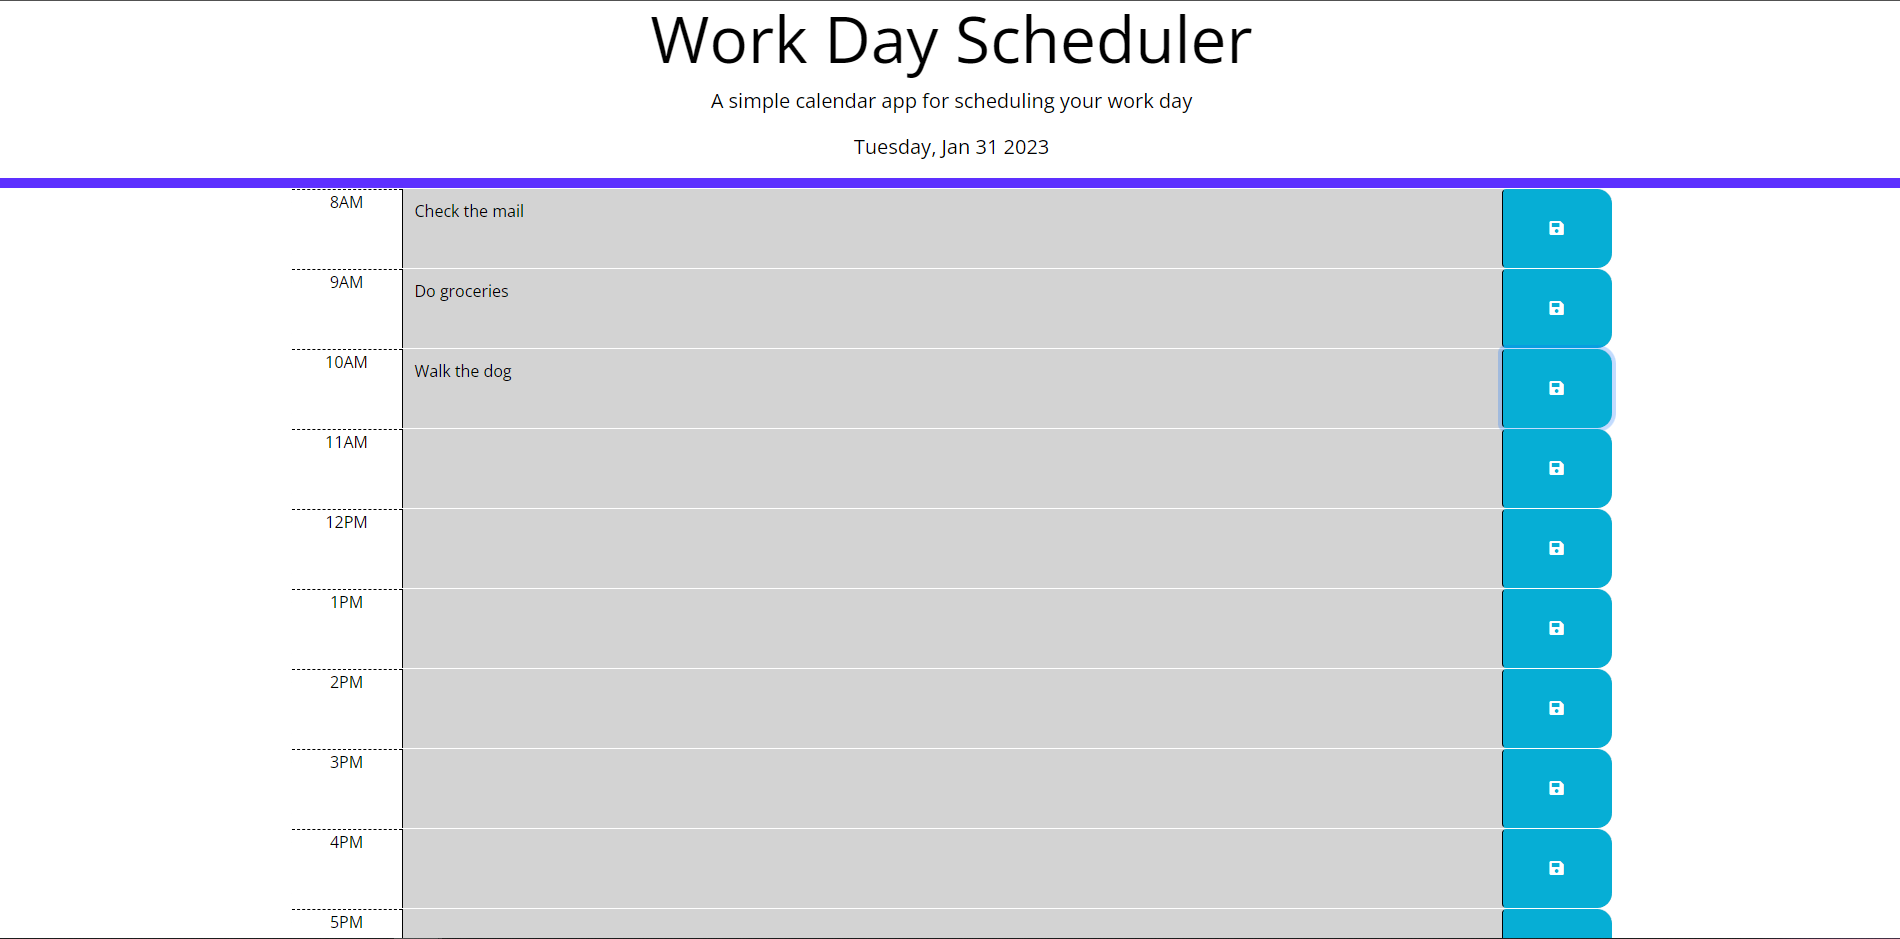 Work Day Scheduler
A simple calendar app for scheduling your work day
Tuesday, Jan 31 2023
8AM
Check the mail
9AM
Do groceries
10AM
Walk the dog
11AM
12PM
1PM
2PM
3PM
4PM
5PM